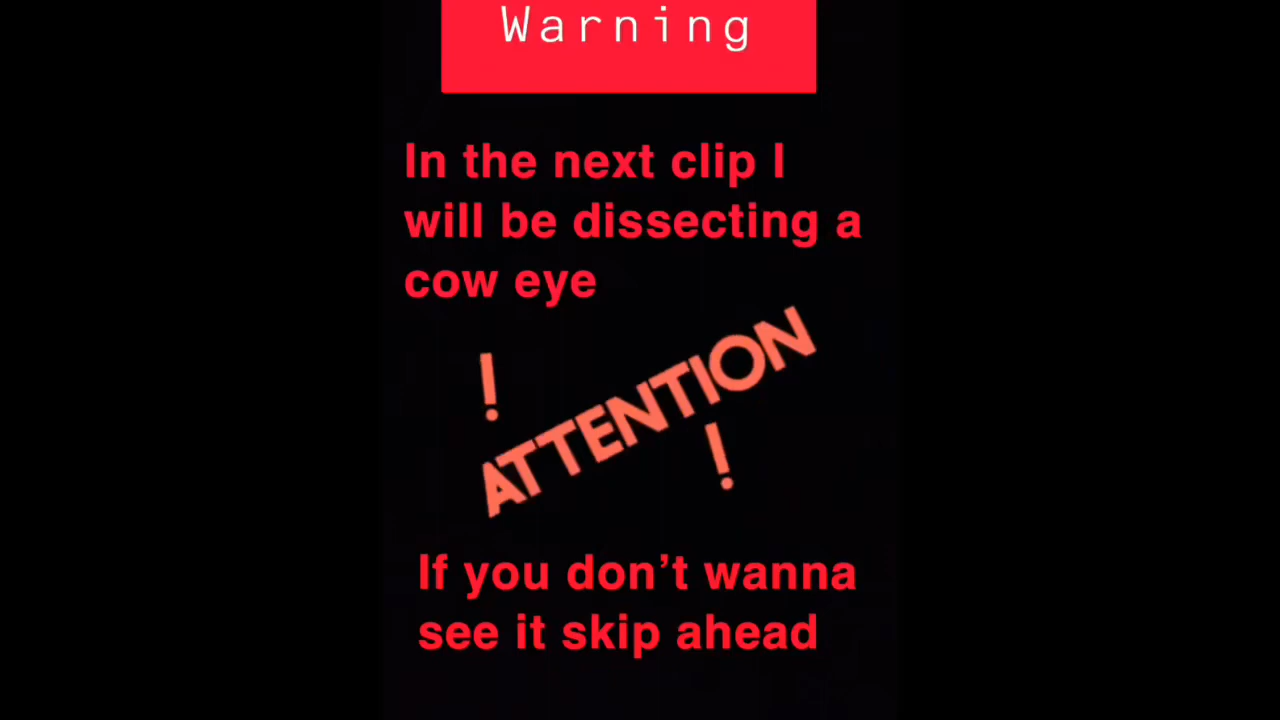 Warning
In the next clip I
will be dissecting a
cow eye
! ATTENTION !
If you don’t wanna
see it skip ahead